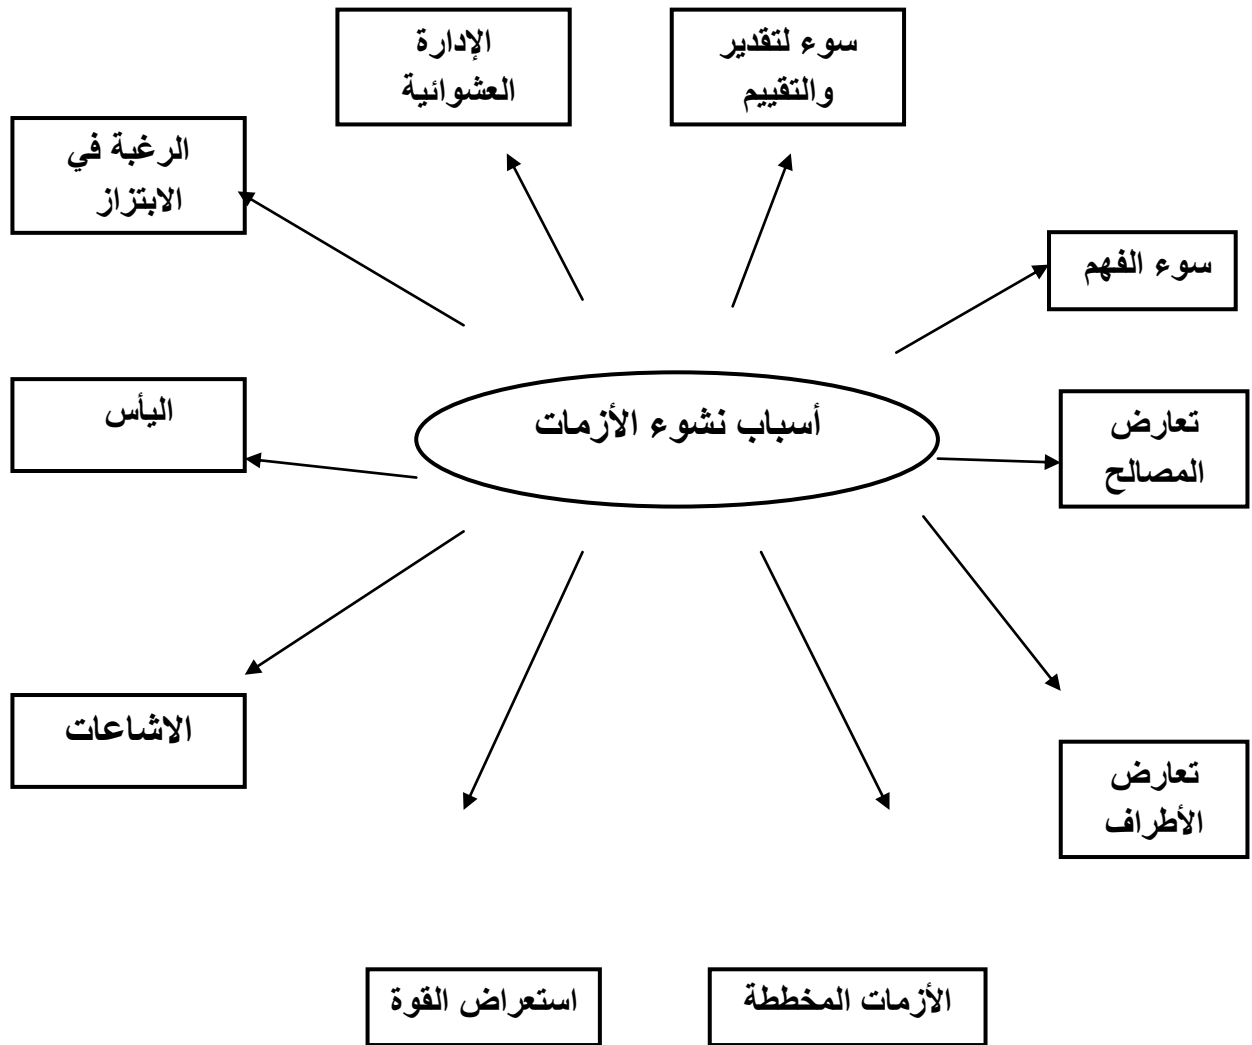 سوء لتقدير
والتقييم
الإدارة
العشوائية
الرغبة في
الابتزاز
سوء الفهم
أسباب نشوء الأزمات
تعارض
المصالح
اليأس
الاشاعات
تعارض
الأطراف
الأزمات المخططة
استعراض القوة